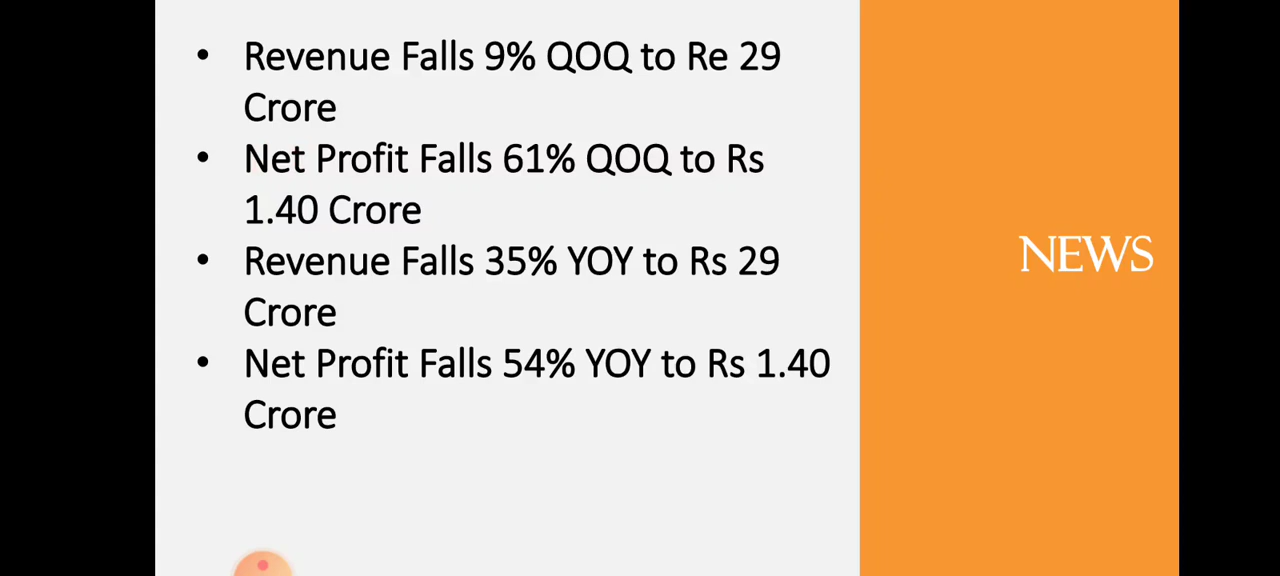 • Revenue Falls 9% QOQ to Re 29
Crore
• Net Profit Falls 61% QOQ to Rs
1.40 Crore
• Revenue Falls 35% YOY to Rs 29
Crore
• Net Profit Falls 54% YOY to Rs 1.40
Crore
NEWS